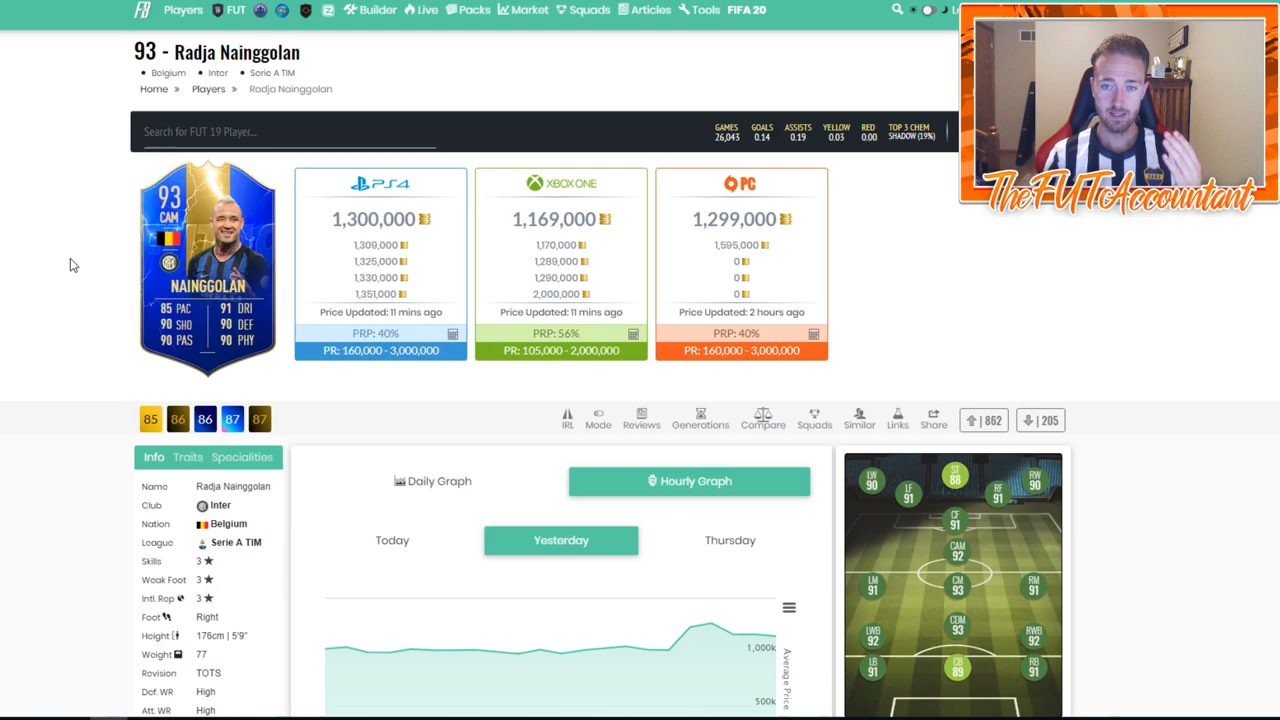 F8 Players FUT Z Builder Live Packs Market Squads Articles Tools FIFA 20
93 - Radja Nainggolan
• Belgium • Inter • Serie A TIM
Home » Players » Radja Nainggolan
Search for FUT 19 Player...
GAMES GOALS ASSISTS YELLOW RED TOP 3 CHEM
26,043 0.14 0.19 0.03 0.00 SHADOW (19%)
TheFUTAccountant
93
CAM
NAINGGOLAN
85 PAC 91 DRI
90 SHO 90 DEF
90 PAS 90 PHY
PS4
1,300,000
1,309,000
1,325,000
1,330,000
1,351,000
Price Updated: 11 mins ago
PRP: 40%
PR: 160,000 - 3,000,000
XBOX ONE
1,169,000
1,170,000
1,289,000
1,290,000
2,000,000
Price Updated: 11 mins ago
PRP: 56%
PR: 105,000 - 2,000,000
PC
1,299,000
1,595,000
0
0
0
Price Updated: 2 hours ago
PRP: 40%
PR: 160,000 - 3,000,000
85 86 86 87 87
IRL Mode Reviews Generations Compare Squads Similar Links Share | 862 | 205
Info Traits Specialities
Name Radja Nainggolan
Club Inter
Nation Belgium
League Serie A TIM
Skills 3
Weak Foot 3
Intl. Rep 3
Foot Right
Height 176cm | 5'9"
Weight 77
Revision TOTS
Def. WR High
Att. WR High
Daily Graph Hourly Graph
Today Yesterday Thursday
1,000k
500k
Average Price
LW 90
ST 88
RW 90
LF 91
RF 91
CF 91
CAM 92
LM 91
CM 93
RM 91
CDM 93
LWB 92
RWB 92
LB 91
CB 89
RB 91